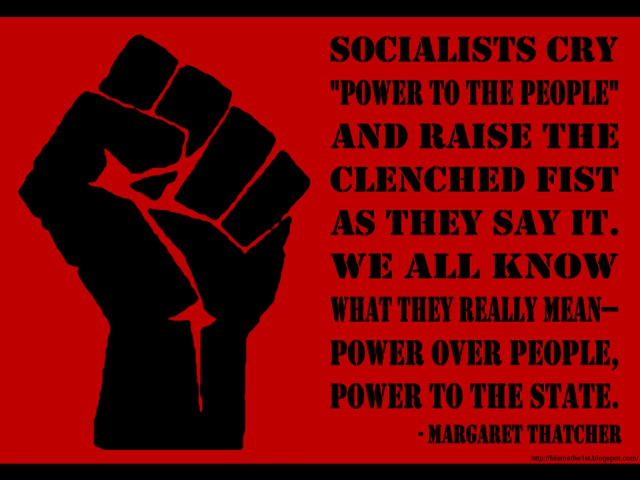 SOCIALISTS CRY
"POWER TO THE PEOPLE"
AND RAISE THE
CLENCHED FIST
AS THEY SAY IT.
WE ALL KNOW
WHAT THEY REALLY MEAN—
POWER OVER PEOPLE,
POWER TO THE STATE.
- MARGARET THATCHER